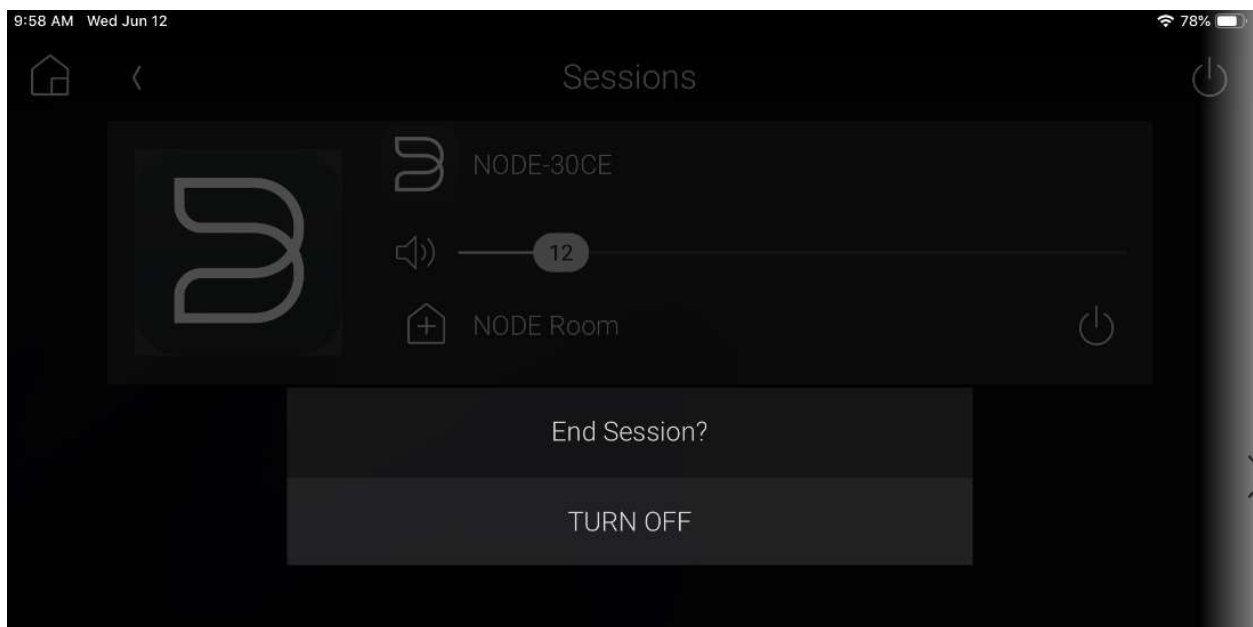 9:58 AM Wed Jun 12 78%
Sessions
NODE-30CE
12
NODE Room
End Session?
TURN OFF